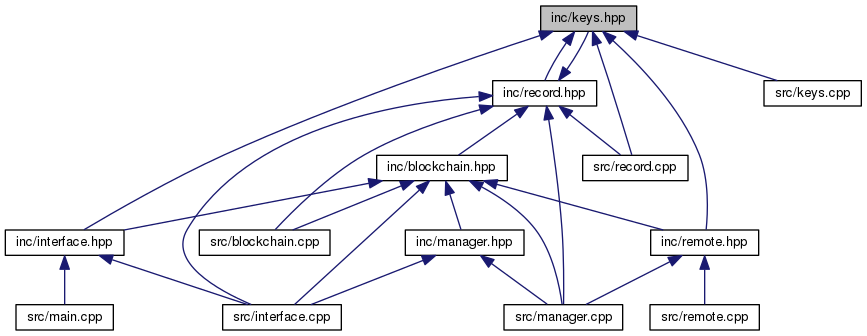 inc/keys.hpp
inc/record.hpp
src/keys.cpp
inc/blockchain.hpp
src/record.cpp
inc/interface.hpp
src/blockchain.cpp
inc/manager.hpp
inc/remote.hpp
src/main.cpp
src/interface.cpp
src/manager.cpp
src/remote.cpp